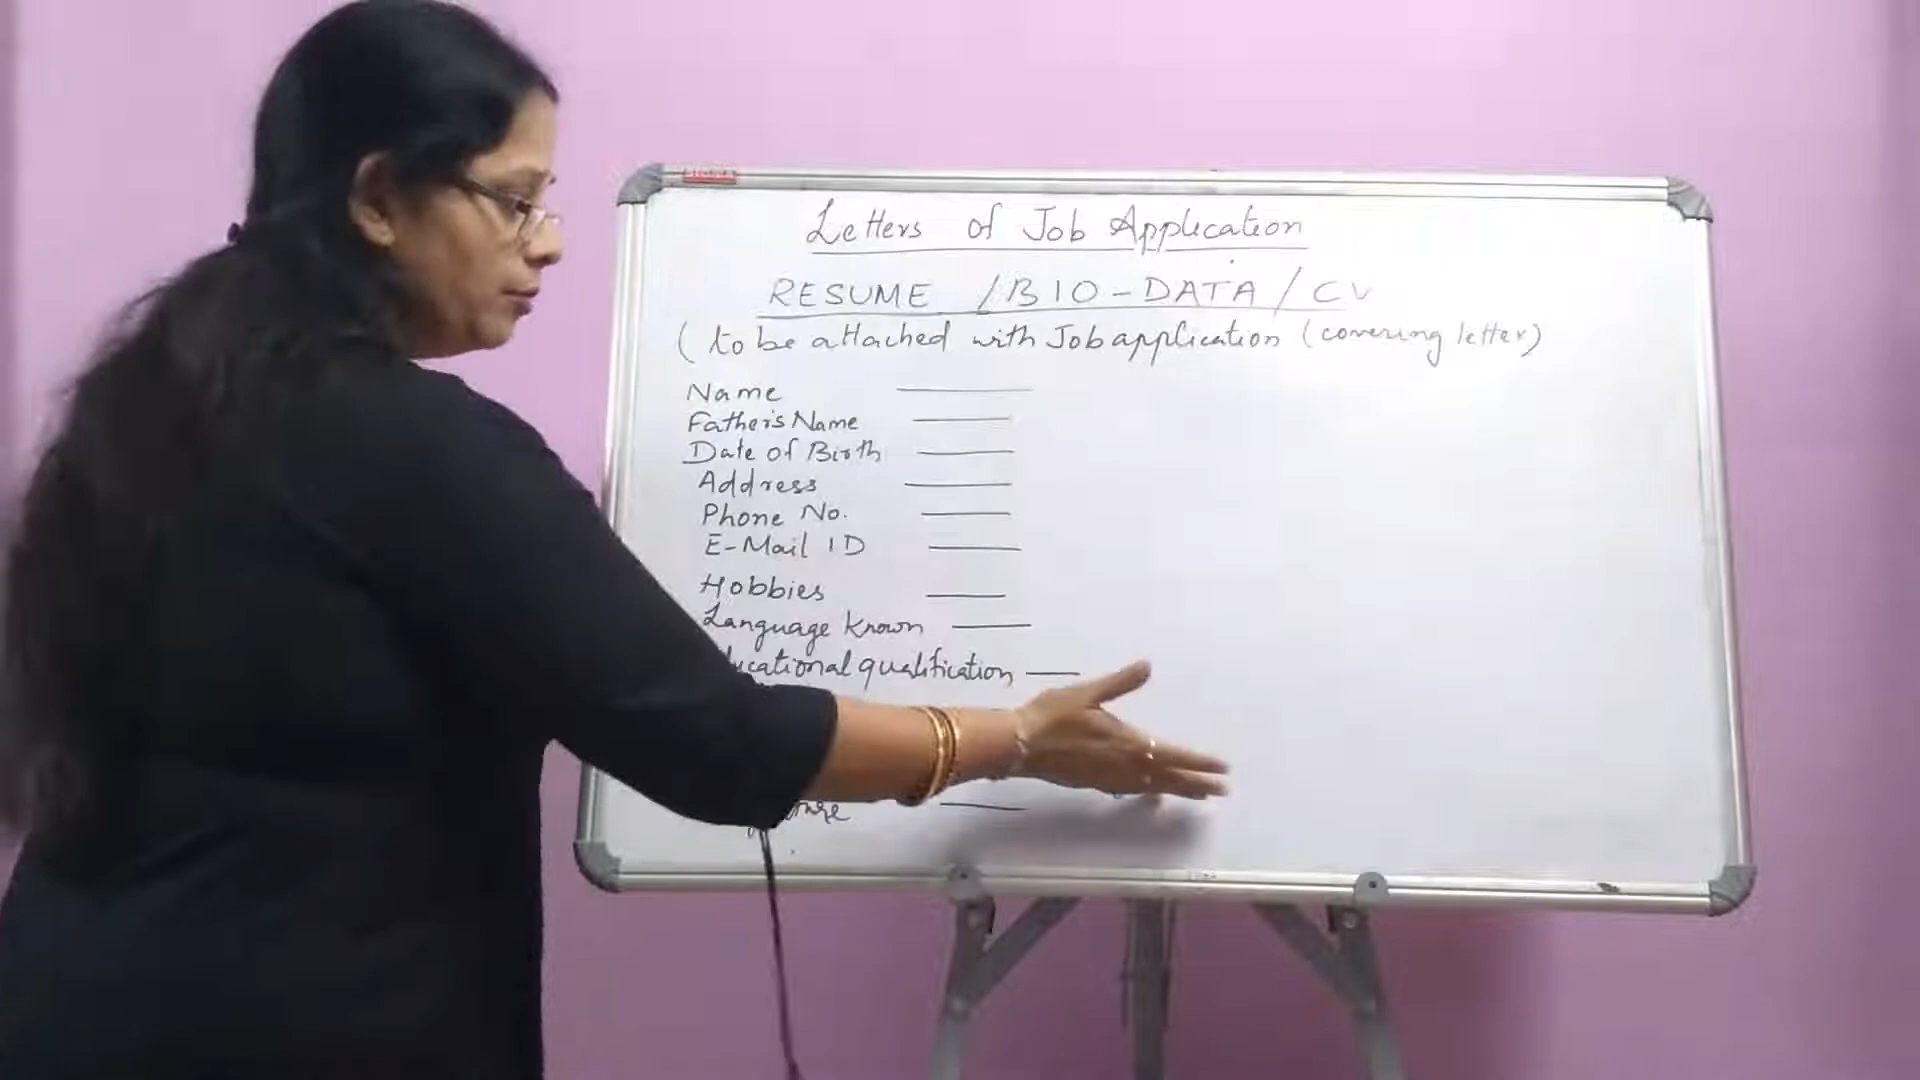 Letters of Job Application
RESUME / BIO-DATA / CV
( to be attached with Job application (covering letter)
Name
Father's Name
Date of Birth
Address
Phone No.
E-Mail ID
Hobbies
Language Known
qualification